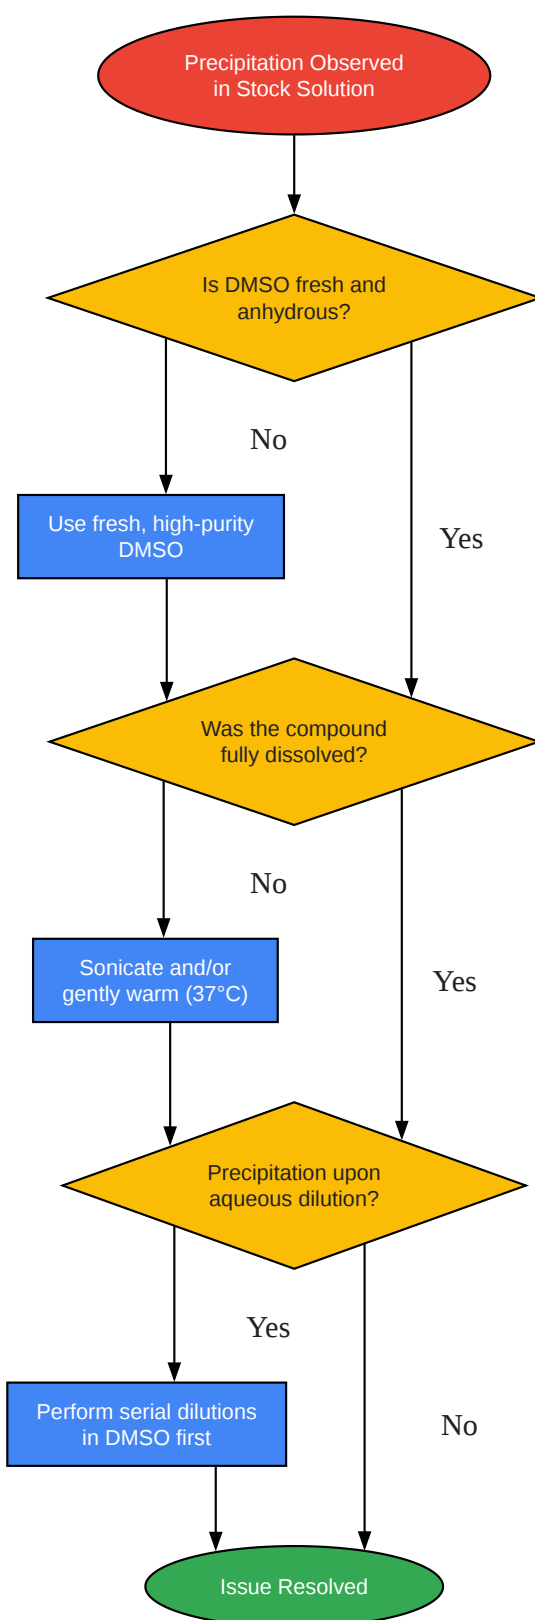 Precipitation Observed
in Stock Solution
Is DMSO fresh and
anhydrous?
No
Use fresh, high-purity
DMSO
Yes
Was the compound
fully dissolved?
No
Sonicate and/or
gently warm (37°C)
Yes
Precipitation upon
aqueous dilution?
Yes
Perform serial dilutions
in DMSO first
No
Issue Resolved